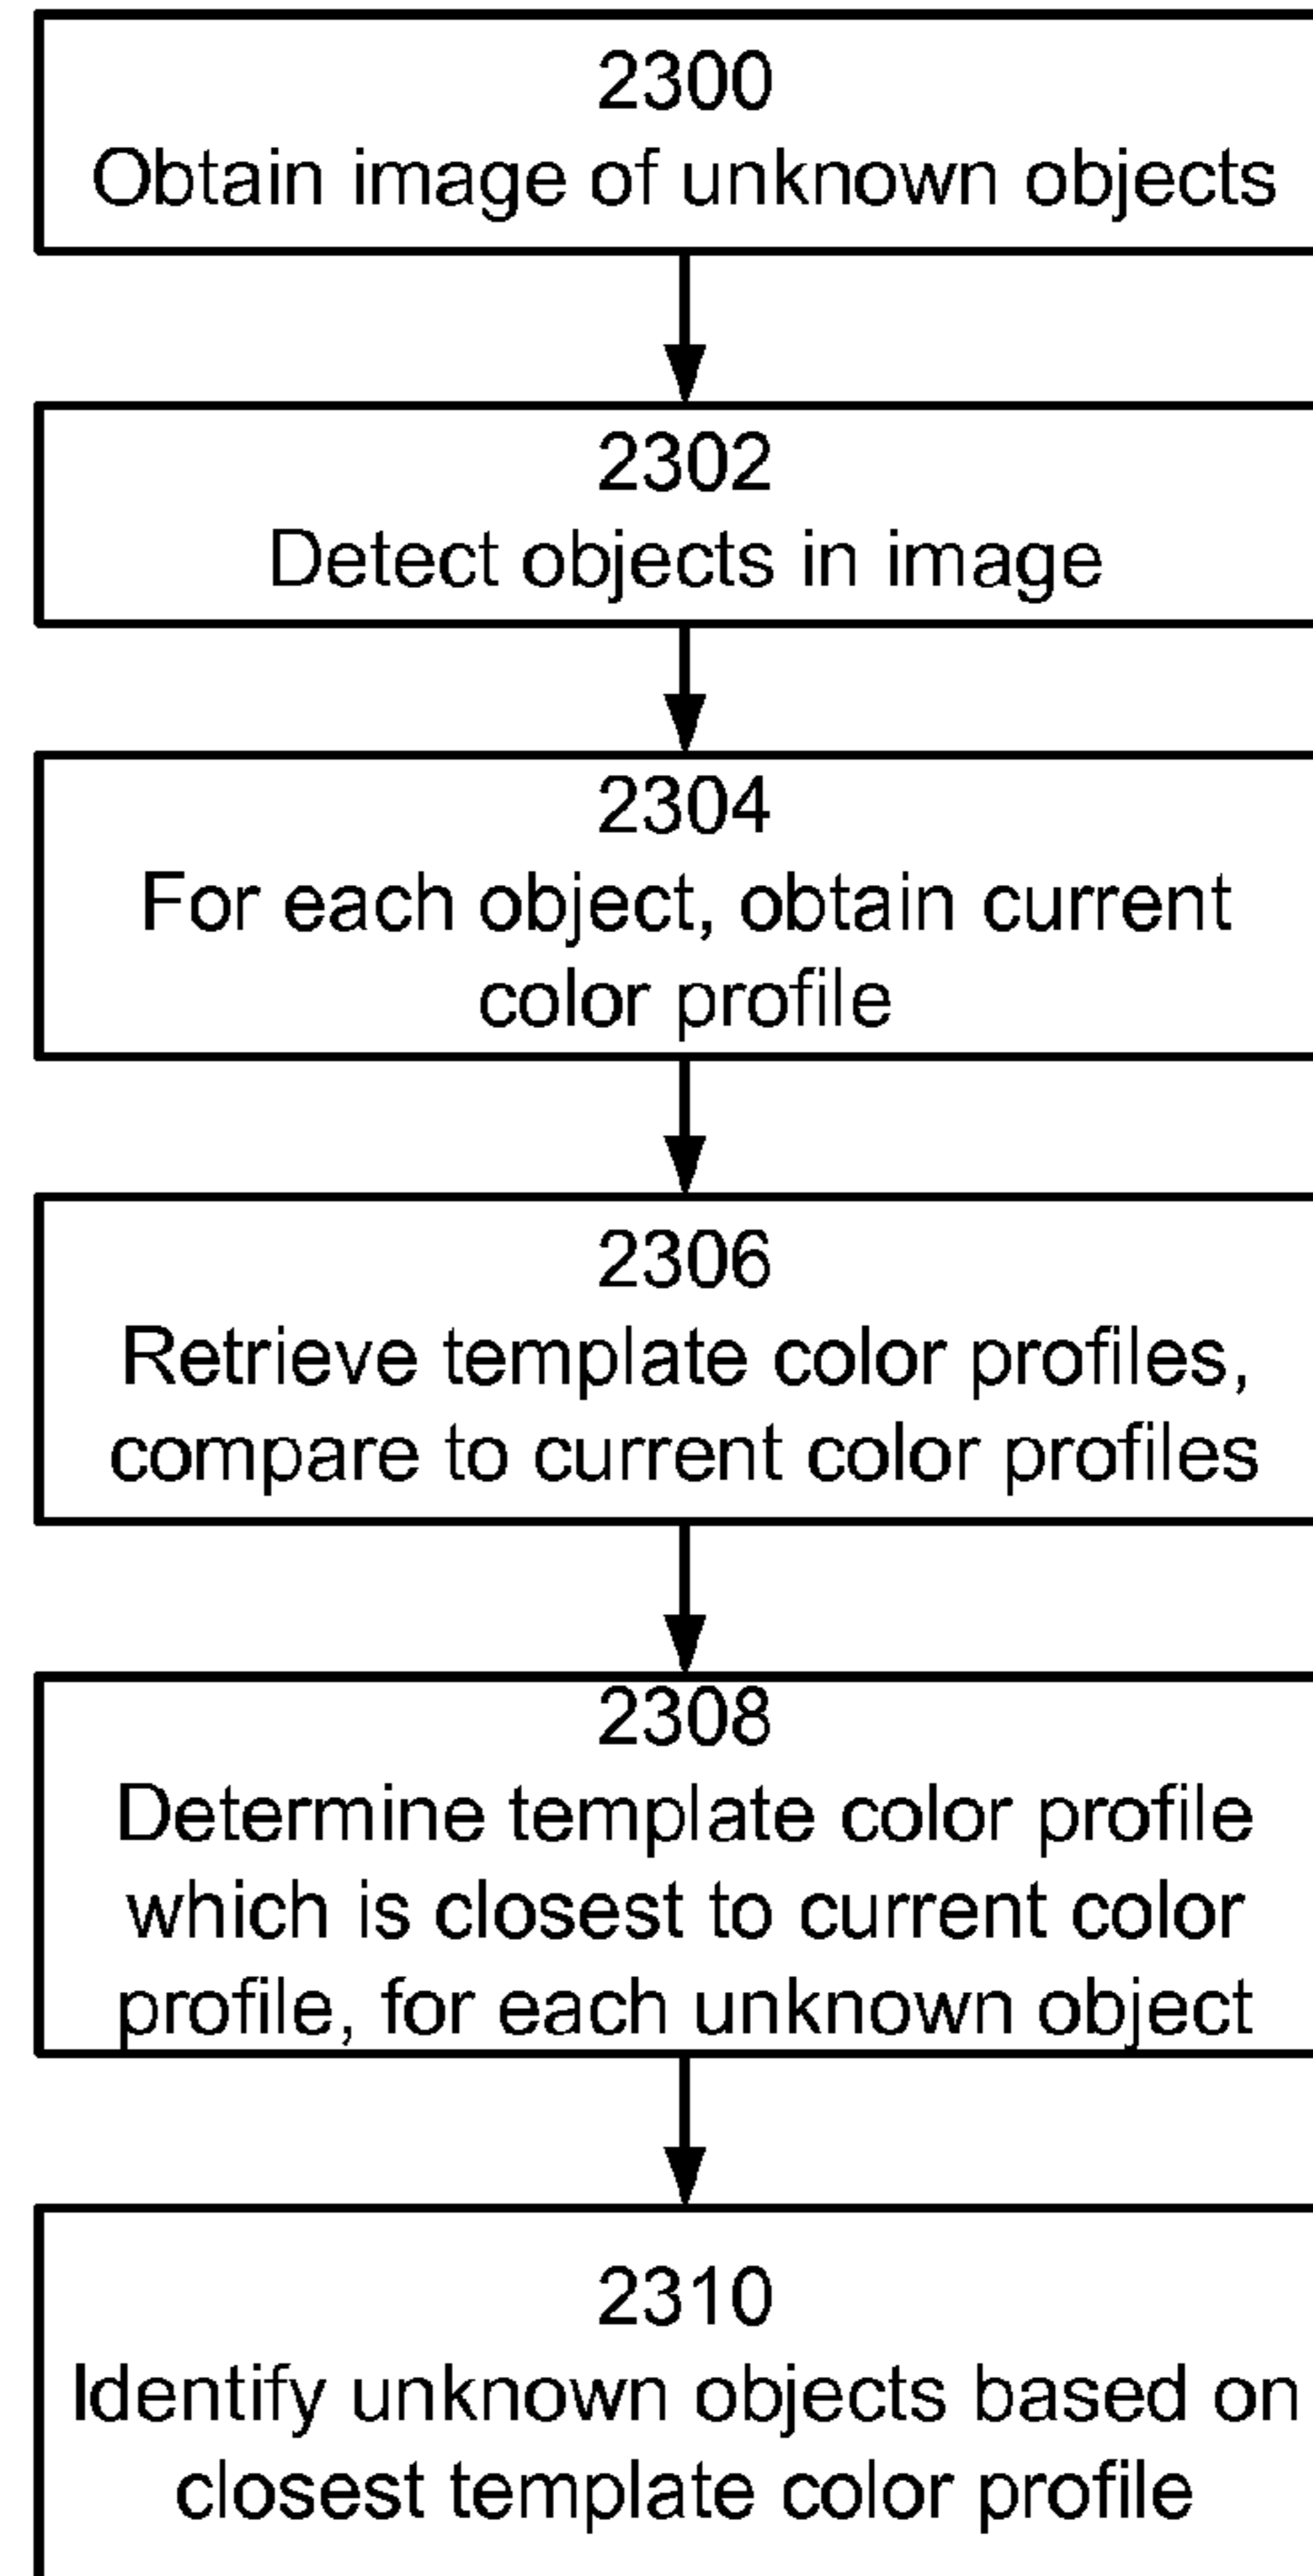 2300
Obtain image of unknown objects
2302
Detect objects in image
2304
For each object, obtain current
color profile
2306
Retrieve template color profiles,
compare to current color profiles
2308
Determine template color profile
which is closest to current color
profile, for each unknown object
2310
Identify unknown objects based on
closest template color profile